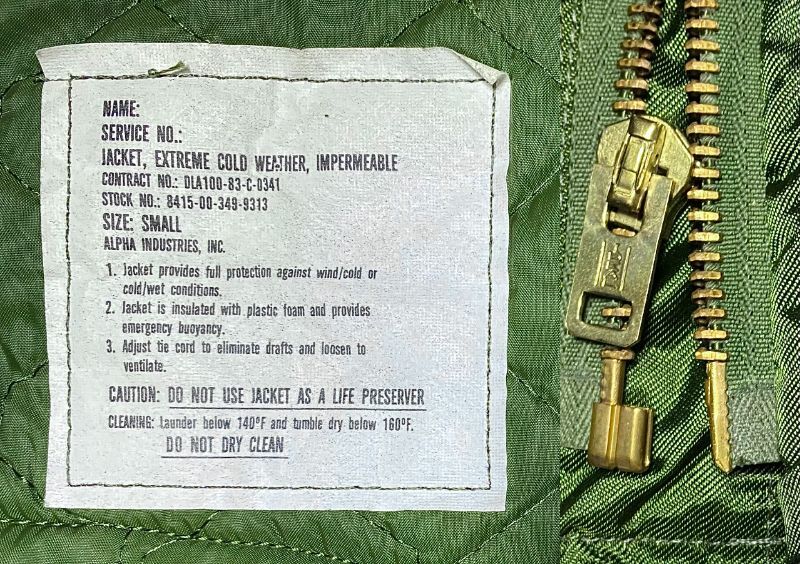 NAME:
SERVICE NO.:
JACKET, EXTREME COLD WEATHER, IMPERMEABLE
CONTRACT NO.: DLA100-83-C-0341
STOCK NO.: 8415-00-349-9313
SIZE: SMALL
ALPHA INDUSTRIES, INC.
1. Jacket provides full protection against wind/cold or
cold/wet conditions.
2. Jacket is insulated with plastic foam and provides
emergency buoyancy.
3. Adjust tie cord to eliminate drafts and loosen to
ventilate.
CAUTION: DO NOT USE JACKET AS A LIFE PRESERVER
CLEANING: Launder below 140°F and tumble dry below 160°F.
DO NOT DRY CLEAN